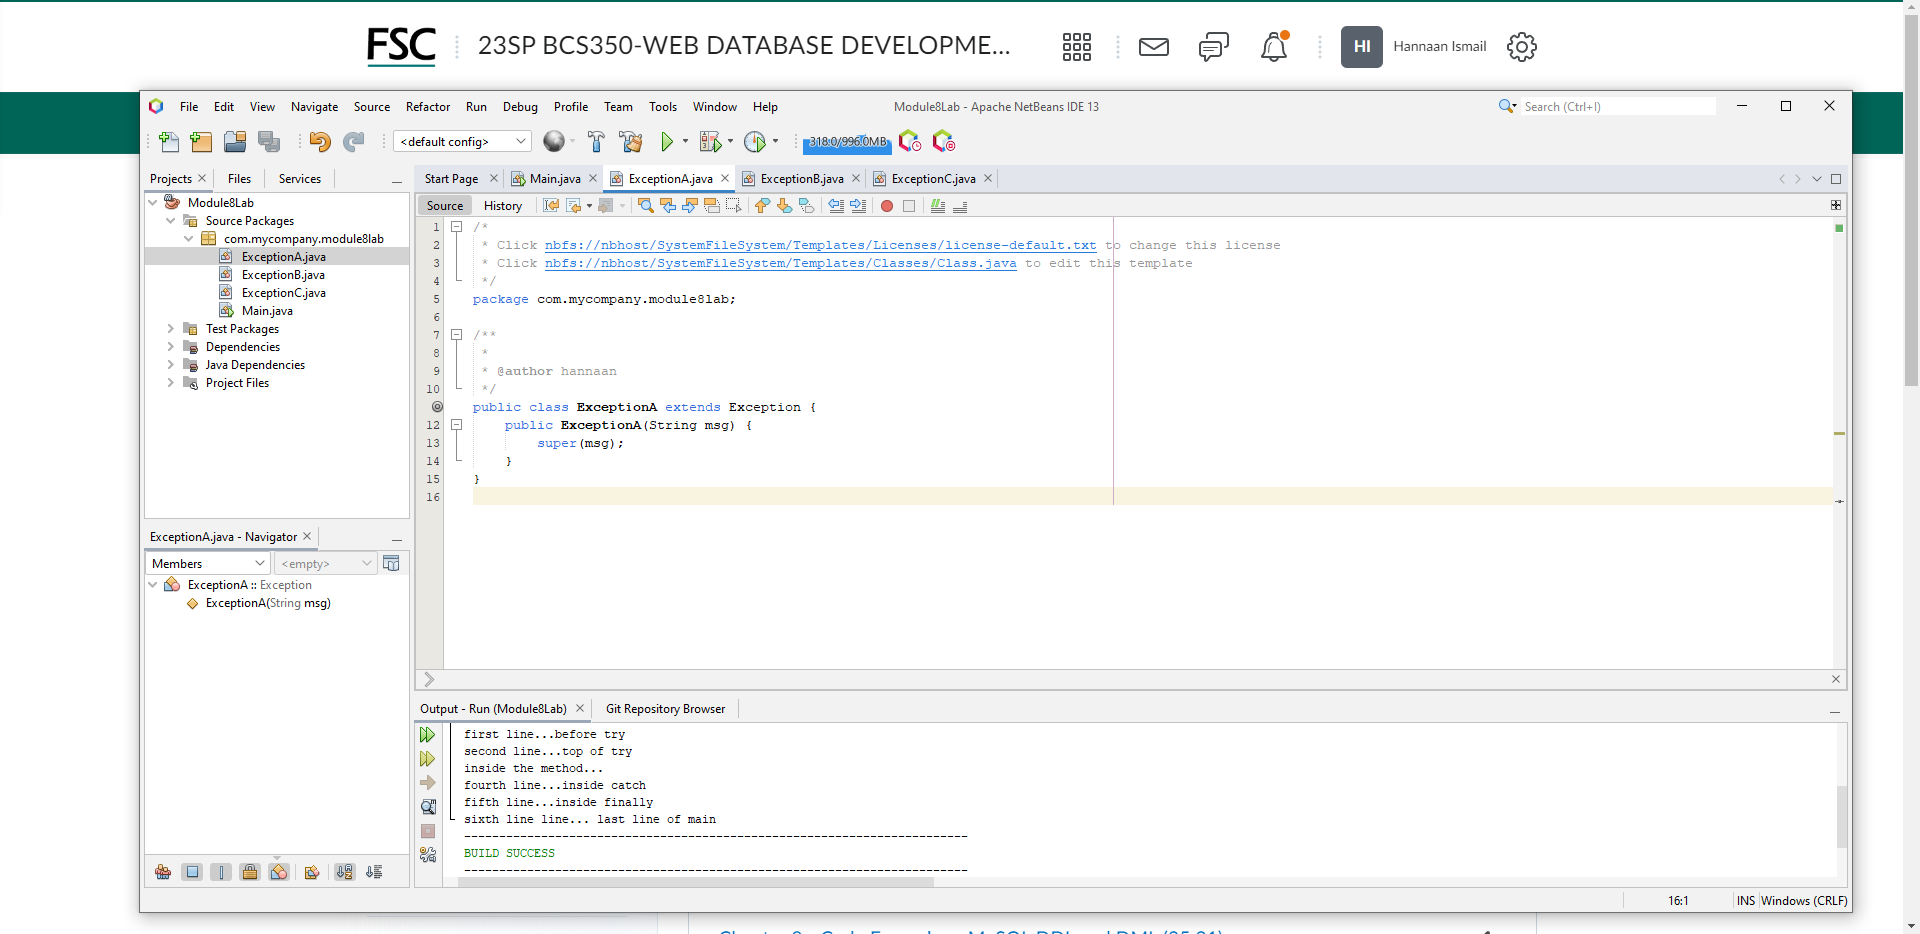 FSC
23SP BCS350-WEB DATABASE DEVELOPME...
HI
Hannaan Ismail
File Edit View Navigate Source Refactor Run Debug Profile Team Tools Window Help
Module8Lab - Apache NetBeans IDE 13
Search (Ctrl+I)
<default config>
318.0/996.0MB
Projects Files Services
Module8Lab
Source Packages
com.mycompany.module8lab
ExceptionA.java
ExceptionB.java
ExceptionC.java
Main.java
Test Packages
Dependencies
Java Dependencies
Project Files
ExceptionA.java - Navigator
Members <empty>
ExceptionA :: Exception
ExceptionA(String msg)
Start Page Main.java ExceptionA.java ExceptionB.java ExceptionC.java
Source History
1 /*
2 * Click nbfs://nbhost/SystemFileSystem/Templates/Licenses/license-default.txt to change this license
3 * Click nbfs://nbhost/SystemFileSystem/Templates/Classes/Class.java to edit this template
4 */
5 package com.mycompany.module8lab;
6
7 /**
8 *
9 * @author hannaan
10 */
public class ExceptionA extends Exception {
12 public ExceptionA(String msg) {
13 super(msg);
14 }
15 }
16
Output - Run (Module8Lab) Git Repository Browser
first line...before try
second line...top of try
inside the method...
fourth line...inside catch
fifth line...inside finally
sixth line line... last line of main
------------------------------------------------------------------------
BUILD SUCCESS
------------------------------------------------------------------------
16:1 INS Windows (CRLF)